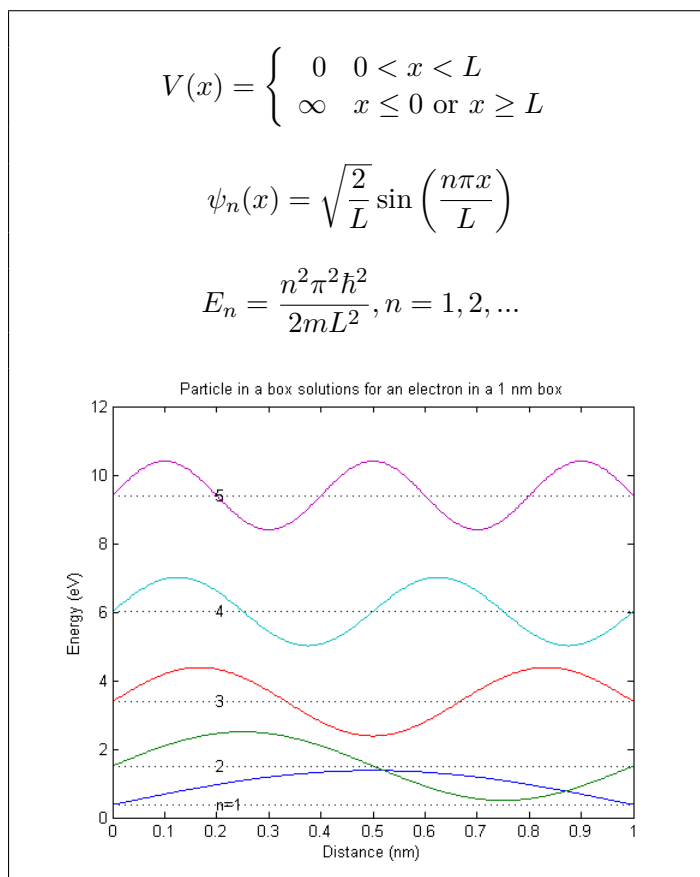 V(x) = { 0 0 < x < L
∞ x ≤ 0 or x ≥ L
ψₙ(x) = √(2/L) sin (nπx/L)
Eₙ = n²π²ħ²/2mL², n = 1, 2, ...
Particle in a box solutions for an electron in a 1 nm box
12
10
5
8
Energy (eV)
6
4
4
3
2
2
n=1
0
0 0.1 0.2 0.3 0.4 0.5 0.6 0.7 0.8 0.9 1
Distance (nm)